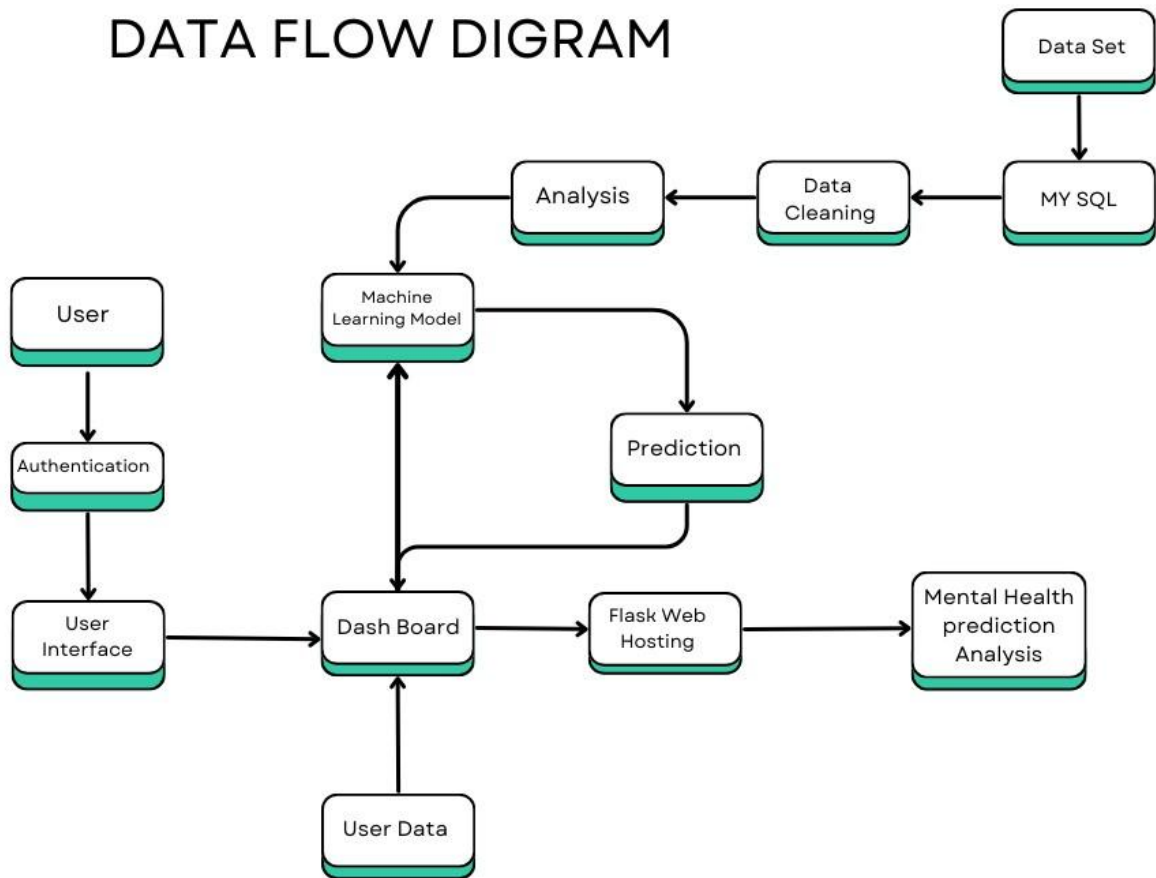 DATA FLOW DIGRAM
Data Set
Analysis
Data
Cleaning
MY SQL
User
Machine
Learning Model
Authentication
Prediction
User
Interface
Dash Board
Flask Web
Hosting
Mental Health
prediction
Analysis
User Data